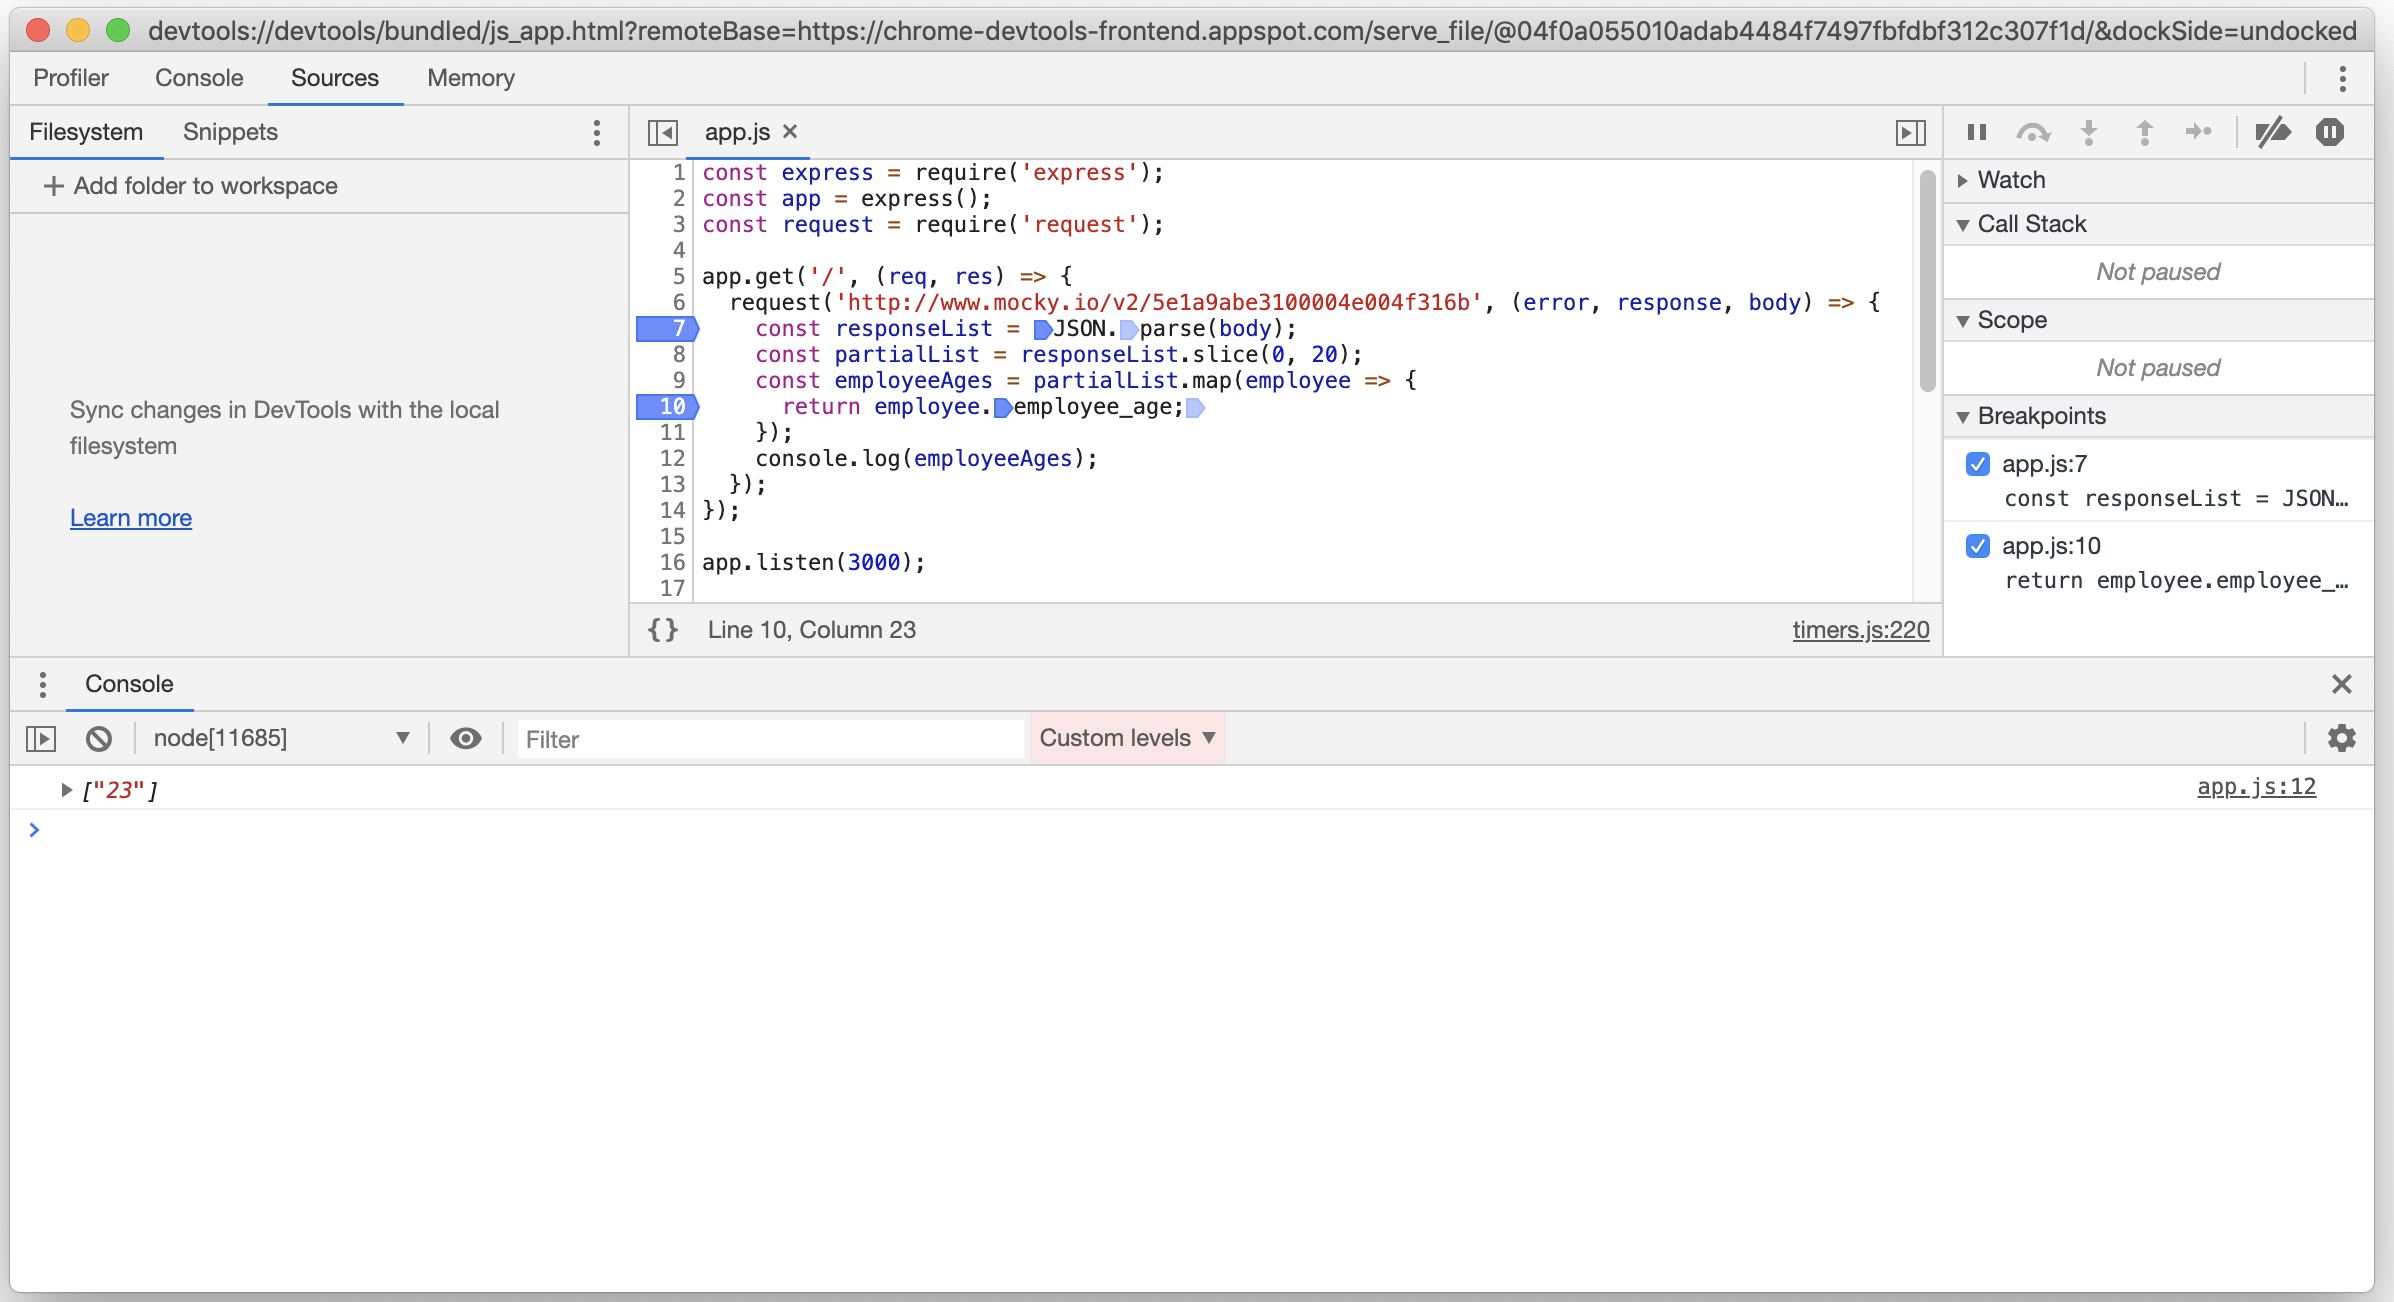 devtools://devtools/bundled/js_app.html?remoteBase=https://chrome-devtools-frontend.appspot.com/serve_file/@04f0a055010adab4484f7497fbfdbf312c307f1d/&dockSide=undocked
Profiler Console Sources Memory
Filesystem Snippets
app.js
Add folder to workspace
Sync changes in DevTools with the local
filesystem
Learn more
1 const express = require('express');
2 const app = express();
3 const request = require('request');
4
5 app.get('/', (req, res) => {
6 request('http://www.mocky.io/v2/5e1a9abe3100004e004f316b', (error, response, body) => {
7 const responseList = JSON.parse(body);
8 const partialList = responseList.slice(0, 20);
9 const employeeAges = partialList.map(employee => {
10 return employee.employee_age;
11 });
12 console.log(employeeAges);
13 });
14 });
15
16 app.listen(3000);
17
{} Line 10, Column 23 timers.js:220
Watch
Call Stack
Not paused
Scope
Not paused
Breakpoints
app.js:7
const responseList = JSON…
app.js:10
return employee.employee_…
Console
node[11685] Filter Custom levels
["23"] app.js:12